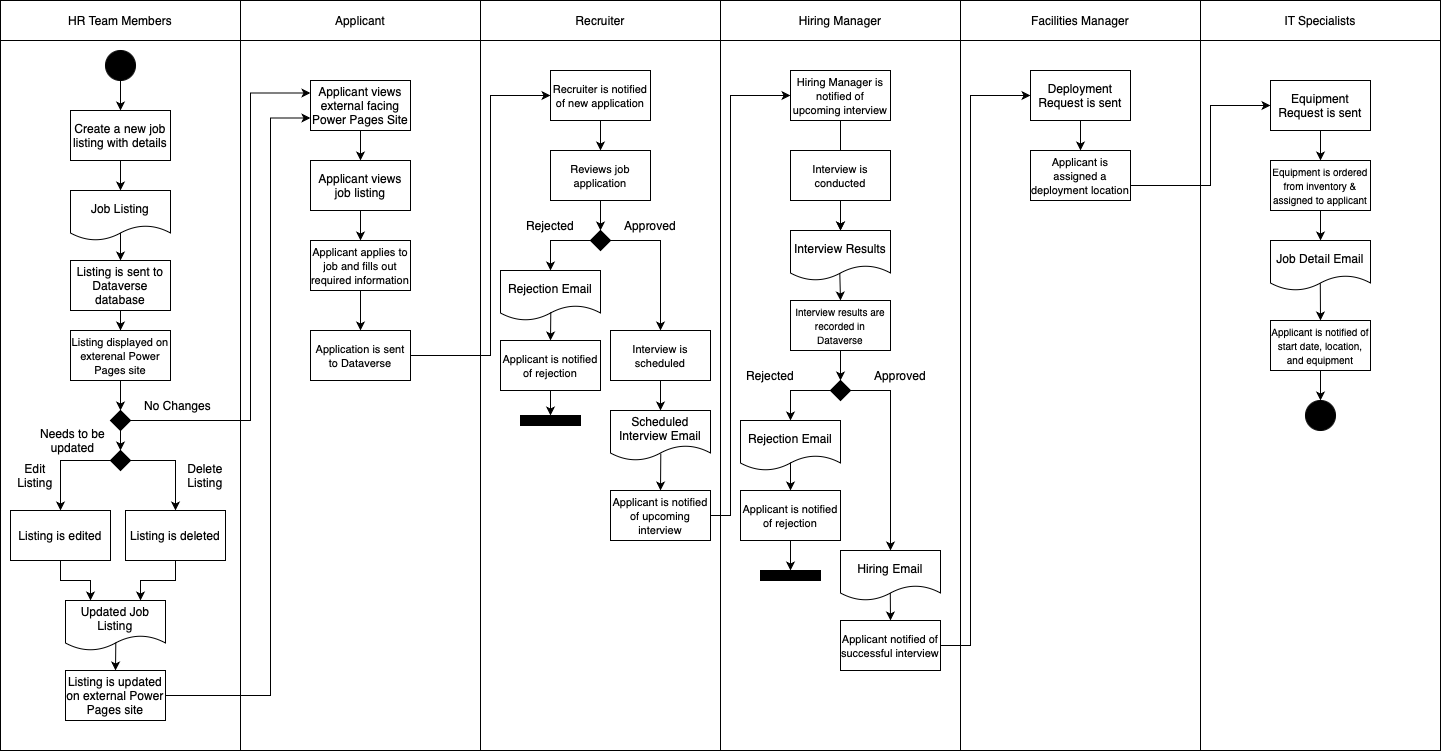 HR Team Members
Applicant
Recruiter
Hiring Manager
Facilities Manager
IT Specialists
Create a new job
listing with details
Job Listing
Listing is sent to
Dataverse
database
Listing displayed on
exterenal Power
Pages site
No Changes
Needs to be
updated
Edit
Listing
Delete
Listing
Listing is edited
Listing is deleted
Updated Job
Listing
Listing is updated
on external Power
Pages site
Applicant views
external facing
Power Pages Site
Applicant views
job listing
Applicant applies to
job and fills out
required information
Application is sent
to Dataverse
Recruiter is notified
of new application
Reviews job
application
Rejected
Approved
Rejection Email
Applicant is notified
of rejection
Interview is
scheduled
Scheduled
Interview Email
Applicant is notified
of upcoming
interview
Hiring Manager is
notified of
upcoming interview
Interview is
conducted
Interview Results
Interview results are
recorded in
Dataverse
Rejected
Approved
Rejection Email
Applicant is notified
of rejection
Hiring Email
Applicant notified of
successful interview
Deployment
Request is sent
Applicant is
assigned a
deployment location
Equipment
Request is sent
Equipment is ordered
from inventory &
assigned to applicant
Job Detail Email
Applicant is notified of
start date, location,
and equipment